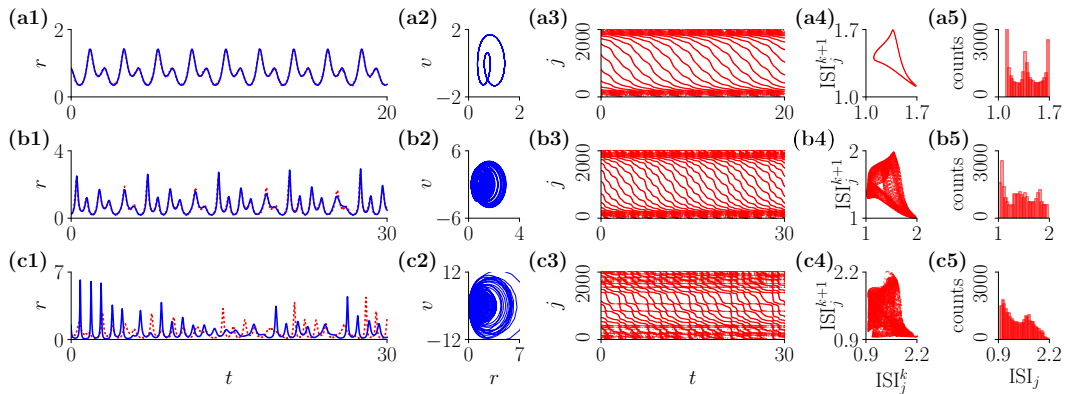 (a1) (a2) (a3) (a4) (a5)
2 r 0 0 20
2 v −2 0 1 2
2000 j 0 0 20
1.7 ISI_j^{k+1} 1.0 1.0 1.7
3000 counts 0 1.0 1.7
(b1) (b2) (b3) (b4) (b5)
4 r 0 0 30
6 v −6 0 4
2000 j 0 0 30
2 ISI_j^{k+1} 1 1 2
3000 counts 0 1 2
(c1) (c2) (c3) (c4) (c5)
7 r 0 0 30 t
12 v −12 0 7 r
2000 j 0 0 30 t
2.2 ISI_j^{k+1} 0.9 0.9 2.2 ISI_j^k
3000 counts 0 0.9 2.2 ISI_j